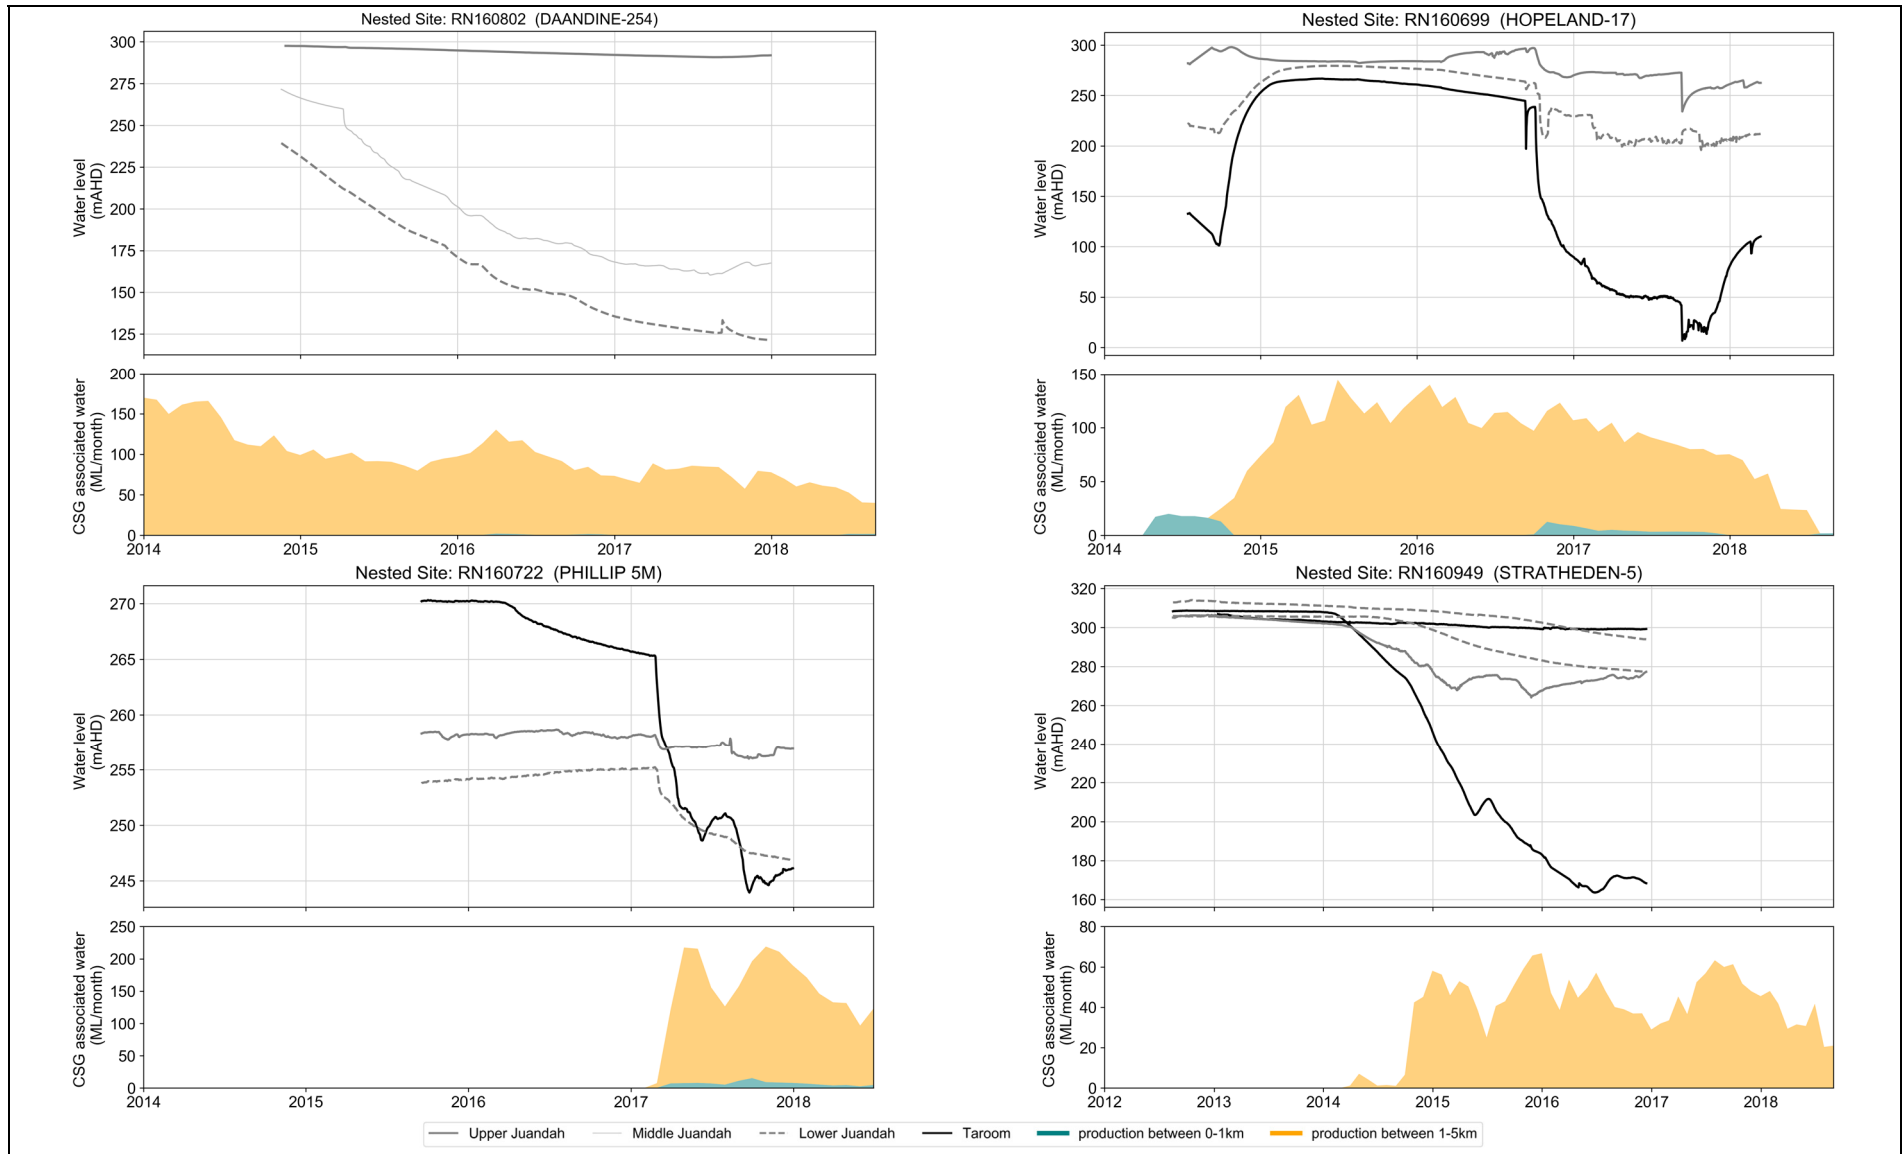 Nested Site: RN160802 (DAANDINE-254)
300
275
250
225
200
175
150
125
Water level
(mAHD)
200
150
100
50
0
CSG associated water
(ML/month)
2014 2015 2016 2017 2018
Nested Site: RN160699 (HOPELAND-17)
300
250
200
150
100
50
0
Water level
(mAHD)
150
100
50
0
CSG associated water
(ML/month)
2014 2015 2016 2017 2018
Nested Site: RN160722 (PHILLIP 5M)
270
265
260
255
250
245
Water level
(mAHD)
250
200
150
100
50
0
CSG associated water
(ML/month)
2014 2015 2016 2017 2018
Nested Site: RN160949 (STRATHEDEN-5)
320
300
280
260
240
220
200
180
160
Water level
(mAHD)
80
60
40
20
0
CSG associated water
(ML/month)
2012 2013 2014 2015 2016 2017 2018
Upper Juandah Middle Juandah Lower Juandah Taroom production between 0-1km production between 1-5km